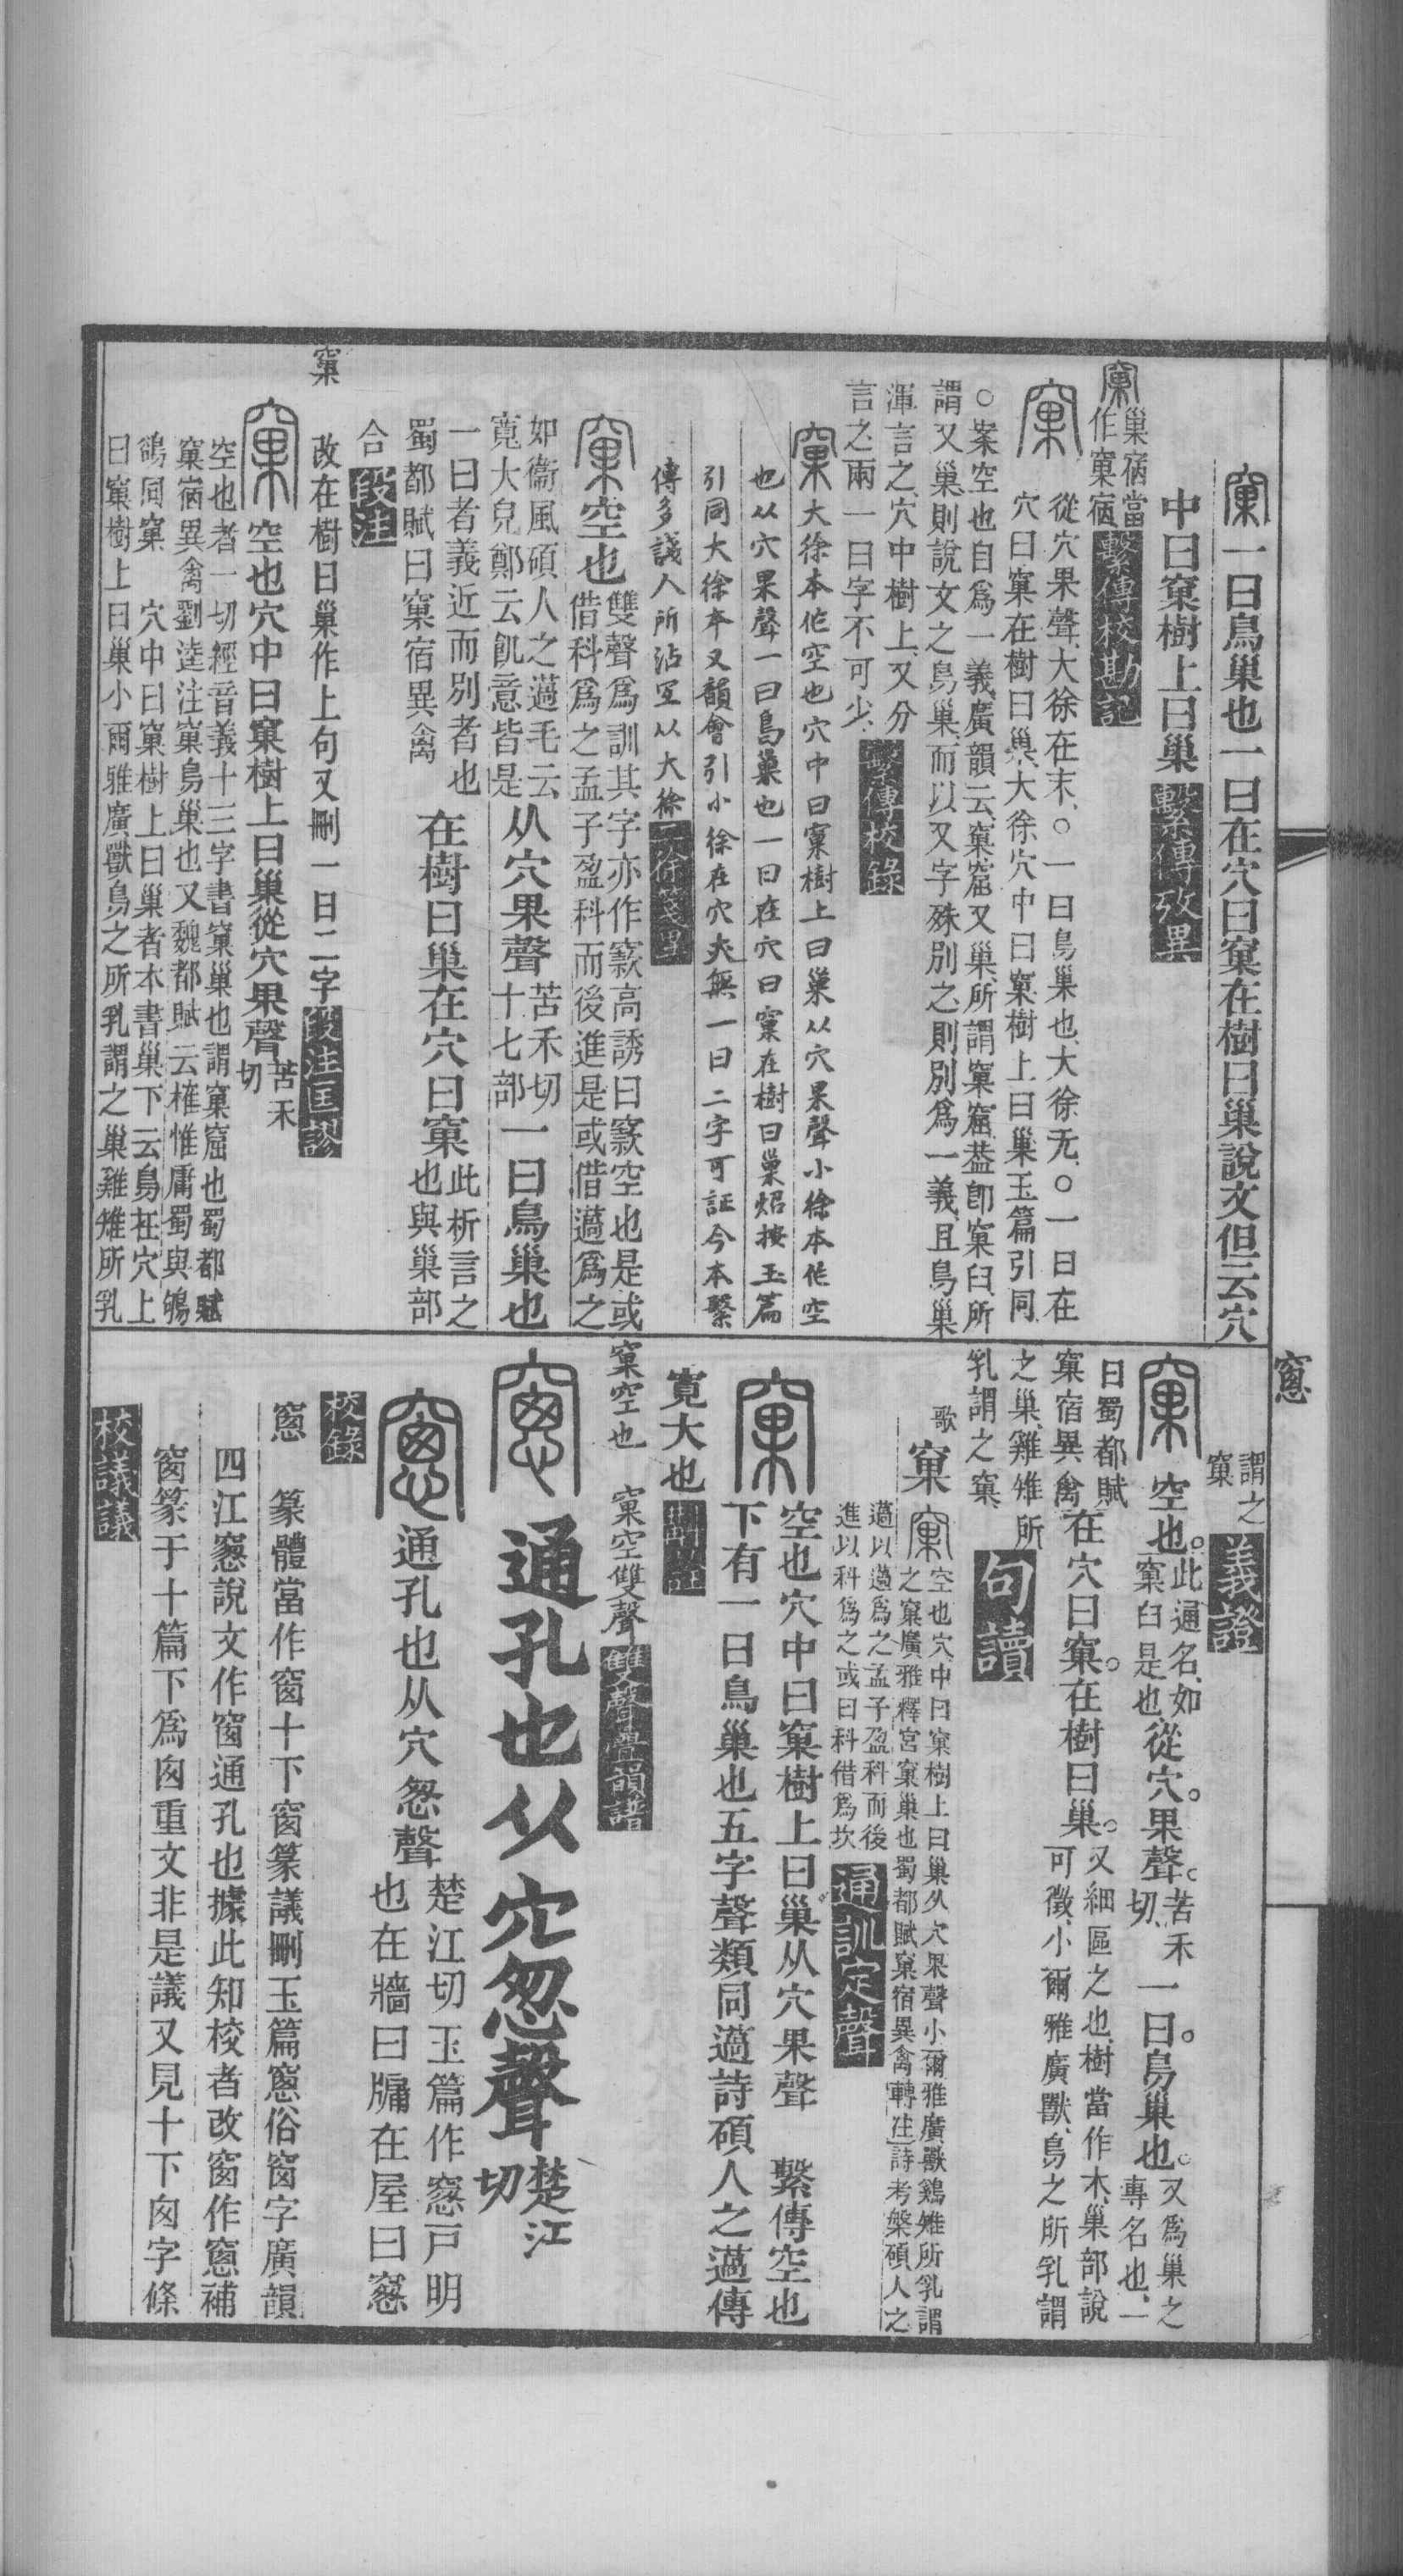 窠一曰鳥巢也一曰在穴曰窠在樹曰巢說文但云穴
中曰窠樹上曰巢 繫傳攷異
窠巢宿當
作窠宿 繫傳校勘記
窠 從穴果聲大徐在末○一曰鳥巢也大徐无○一曰在
穴曰窠在樹曰巢大徐穴中曰窠樹上曰巢玉篇引同
○案空也自爲一義廣韻云窠窟又巢所謂窠窟葢卽窠臼所
謂又巢則說文之鳥巢而以又字殊別之則別爲一義且鳥巢
渾言之穴中樹上又分
言之兩一曰字不可少 繫傳校錄
窠大徐本作空也穴中曰窠樹上曰巢从穴果聲小徐本作空
也从穴果聲一曰鳥巢也一曰在穴曰窠在樹曰巢炤按玉篇
引同大徐本又韻會引小徐在穴夾無一曰二字可証今本繫
傳多淺人所沾宜从大徐 二徐箋異
窠空也 雙聲爲訓其字亦作窾高誘曰窾空也是或
借科爲之孟子盈科而後進是或借薖爲之
如衞風碩人之薖毛云
寬大皃鄭云飢意皆是 从穴果聲 苦禾切
十七部 一曰鳥巢也
一曰者義近而別者也
蜀都賦曰窠宿異禽 在樹曰巢在穴曰窠 此析言之
也與巢部
合 段注
窠 改在樹曰巢作上句又刪一曰二字 段注匡謬
窠 空也穴中曰窠樹上曰巢從穴果聲 苦禾
切
空也者一切經音義十三字書窠巢也謂窠窟也蜀都賦
窠宿異禽劉逵注窠鳥巢也又魏都賦云榷惟庸蜀與鴝
鵒同窠 穴中曰窠樹上曰巢者本書巢下云鳥在穴上
曰窠樹上曰巢小爾雅廣獸鳥之所乳謂之巢雞雉所乳
窻
謂之
窠 義證
窠 空也 此通名如
窠臼是也 從穴果聲 苦禾
切 一曰鳥巢也 又爲巢之
專名也一
曰蜀都賦
窠宿異禽 在穴曰窠在樹曰巢 又細區之也樹當作木巢部說
可徵小爾雅廣獸鳥之所乳謂
之巢雞雉所
乳謂之窠 句讀
歌 窠 窠空也穴中曰窠樹上曰巢从穴果聲小爾雅廣獸鷄雉所乳謂
之窠廣雅釋宮窠巢也蜀都賦窠宿異禽轉注詩考槃碩人之
薖以薖爲之孟子盈科而後
進以科爲之或曰科借爲坎 通訓定聲
窠 空也穴中曰窠樹上曰巢从穴果聲 繫傳空也
下有一曰鳥巢也五字聲類同薖詩碩人之薖傳
寬大也
窠空也 窠空雙聲 雙聲疊韻譜
窻 通孔也从穴悤聲 楚江
切
窻 通孔也从穴悤聲 楚江切玉篇作窓戶明
也在牆曰牖在屋曰窓
校錄
窻 篆體當作窗十下窗篆議刪玉篇窻俗窗字廣韻
四江窻說文作窗通孔也據此知校者改窗作窻補
窗篆于十篇下爲囱重文非是議又見十下囱字條
校議議